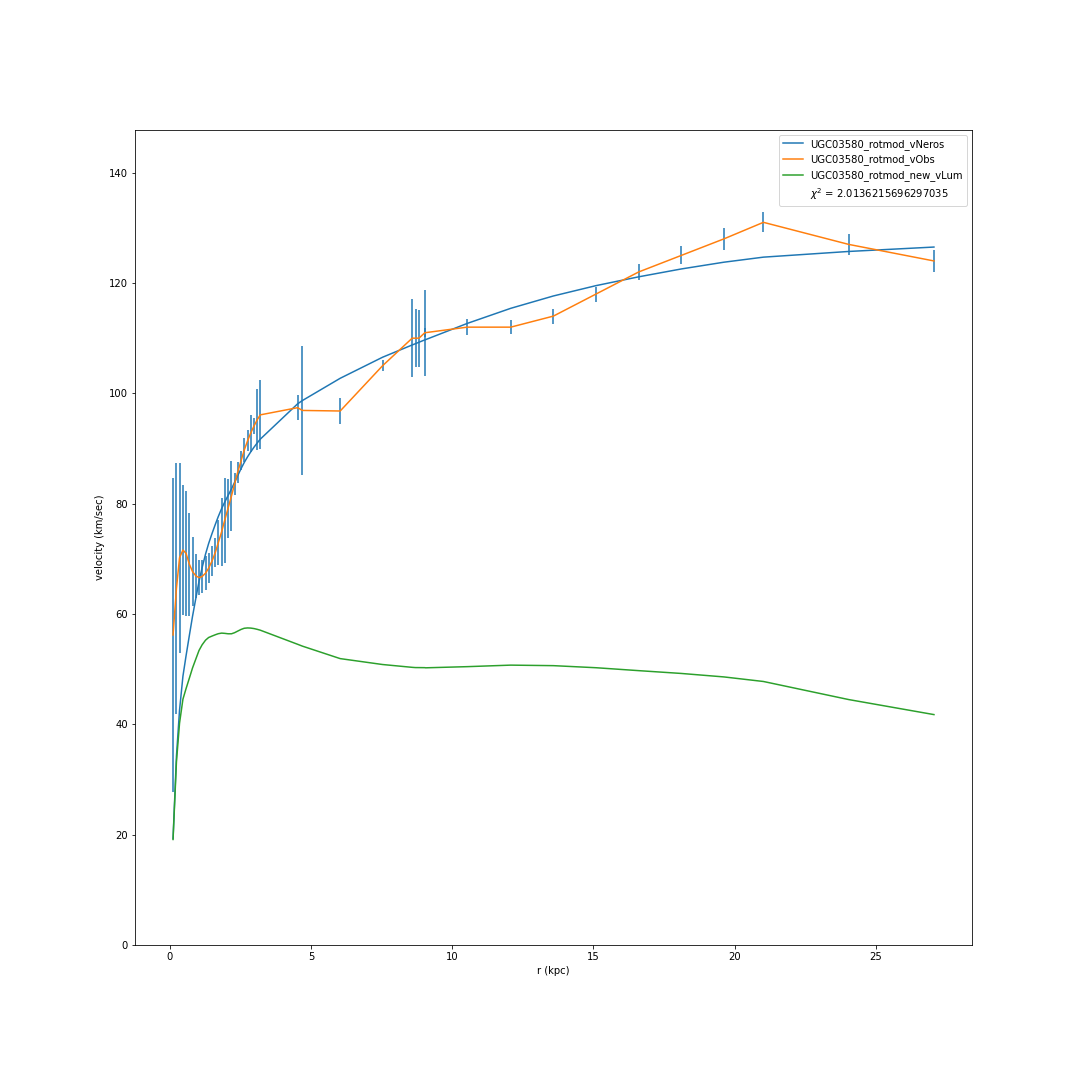 UGC03580_rotmod_vNeros
UGC03580_rotmod_vObs
UGC03580_rotmod_new_vLum
χ² = 2.0136215696297035
140
120
100
80
60
40
20
0
velocity (km/sec)
0 5 10 15 20 25
r (kpc)